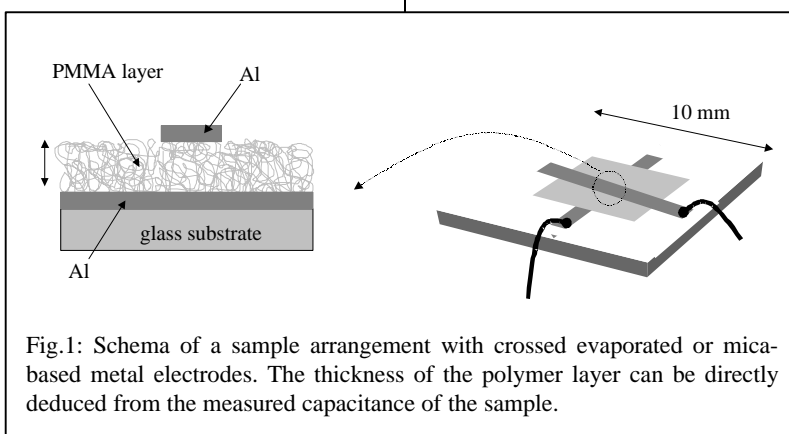 PMMA layer
Al
10 mm
glass substrate
Al
Fig.1: Schema of a sample arrangement with crossed evaporated or mica-
based metal electrodes. The thickness of the polymer layer can be directly
deduced from the measured capacitance of the sample.